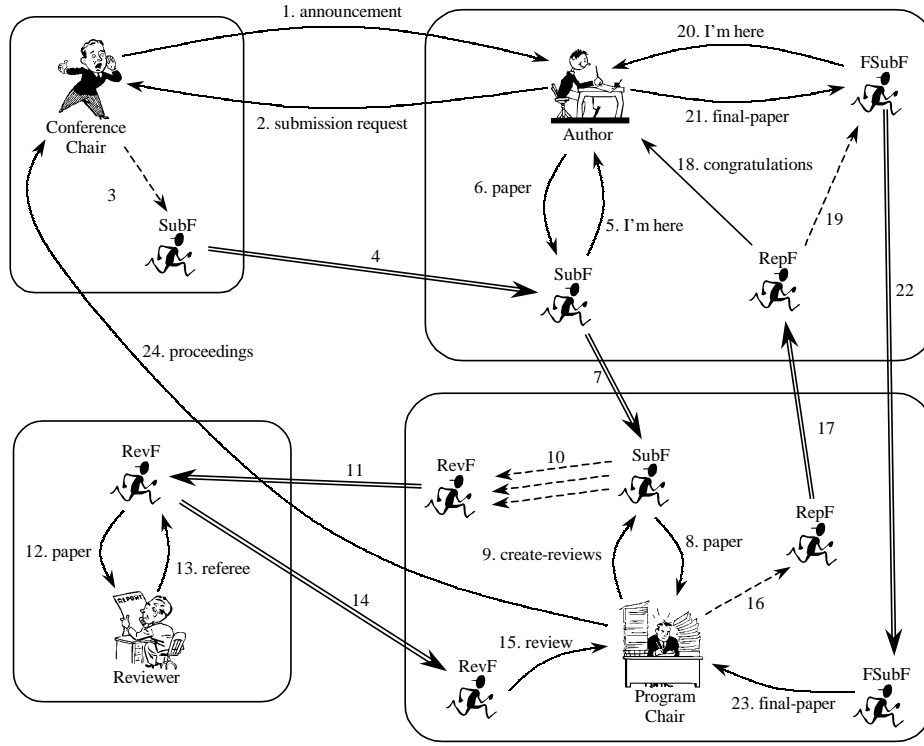 1. announcement
20. I'm here
FSubF
Conference
Chair
2. submission request
Author
21. final-paper
18. congratulations
3
6. paper
19
SubF
5. I'm here
4
SubF
RepF
22
24. proceedings
7
17
RevF
11
RevF
10
SubF
RepF
12. paper
13. referee
9. create-reviews
8. paper
REPORT
14
16
15. review
Reviewer
RevF
Program
Chair
23. final-paper
FSubF